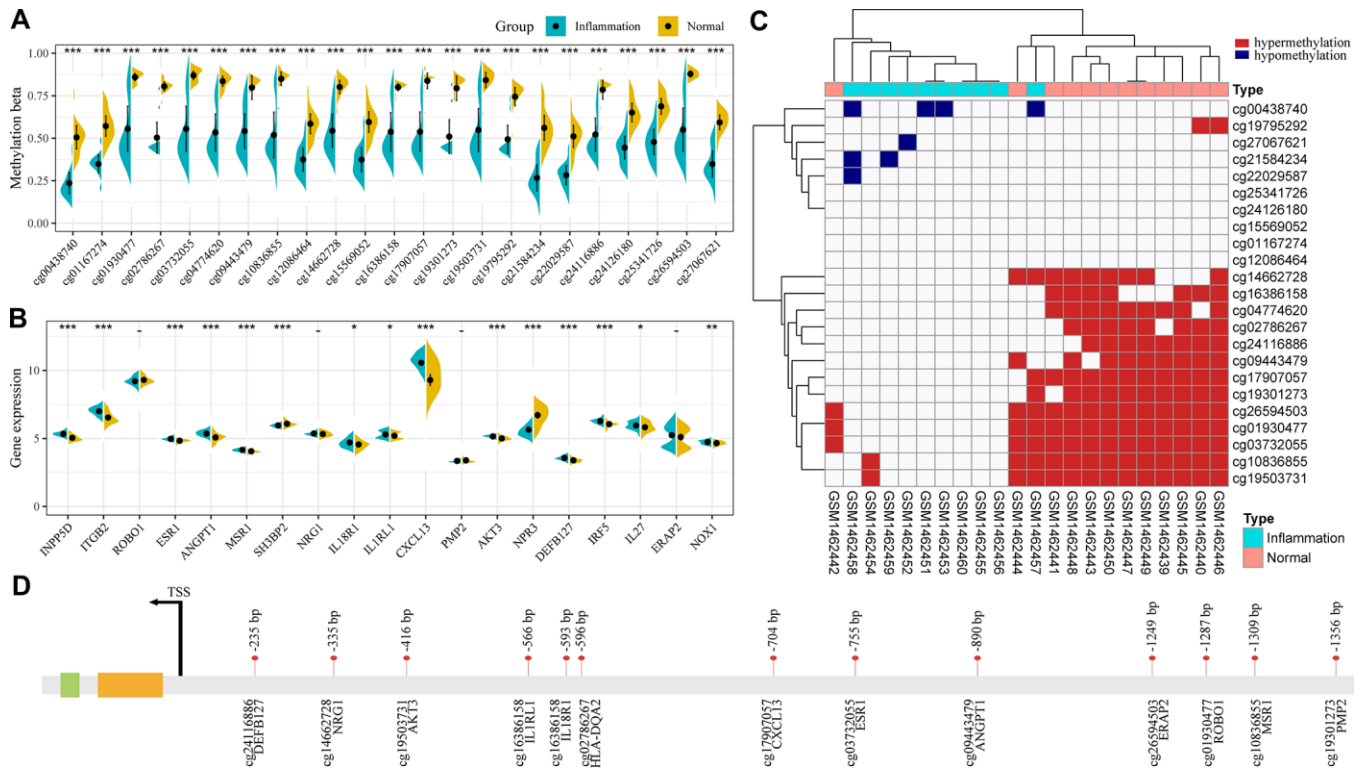 A
Group Inflammation Normal
*** *** *** *** *** *** *** *** *** *** *** *** *** *** *** *** *** *** *** *** *** ***
1.00
0.75
0.50
0.25
0.00
Methylation beta
cg00438740
cg01167274
cg01930477
cg02786267
cg03732055
cg04774620
cg09443479
cg10836855
cg12086464
cg14662728
cg15569052
cg16386158
cg17907057
cg19301273
cg19503731
cg19795292
cg21584234
cg22029587
cg24116886
cg24126180
cg25341726
cg26594503
cg27067621
B
*** *** - *** *** *** *** - * * *** - *** *** *** *** * - **
10
5
0
Gene expression
INPP5D
ITGB2
ROBO1
ESR1
ANGPT1
MSR1
SH3BP2
NRG1
IL18R1
IL1RL1
CXCL13
PMP2
AKT3
NPR3
DEFB127
IRF5
IL27
ERAP2
NOX1
C
hypermethylation
hypomethylation
Type
cg00438740
cg19795292
cg27067621
cg21584234
cg22029587
cg25341726
cg24126180
cg15569052
cg01167274
cg12086464
cg14662728
cg16386158
cg04774620
cg02786267
cg24116886
cg09443479
cg17907057
cg19301273
cg26594503
cg01930477
cg03732055
cg10836855
cg19503731
GSM1462442
GSM1462458
GSM1462454
GSM1462459
GSM1462452
GSM1462451
GSM1462453
GSM1462460
GSM1462455
GSM1462456
GSM1462444
GSM1462457
GSM1462441
GSM1462448
GSM1462443
GSM1462450
GSM1462447
GSM1462449
GSM1462439
GSM1462445
GSM1462440
GSM1462446
Type
Inflammation
Normal
D
TSS
-235 bp
-335 bp
-416 bp
-566 bp
-593 bp
-596 bp
-704 bp
-755 bp
-890 bp
-1249 bp
-1287 bp
-1309 bp
-1356 bp
cg24116886
DEFB127
cg14662728
NRG1
cg19503731
AKT3
cg16386158
IL1RL1
cg16386158
IL18R1
cg02786267
HLA-DQA2
cg17907057
CXCL13
cg03732055
ESR1
cg09443479
ANGPT1
cg26594503
ERAP2
cg01930477
ROBO1
cg10836855
MSR1
cg19301273
PMP2